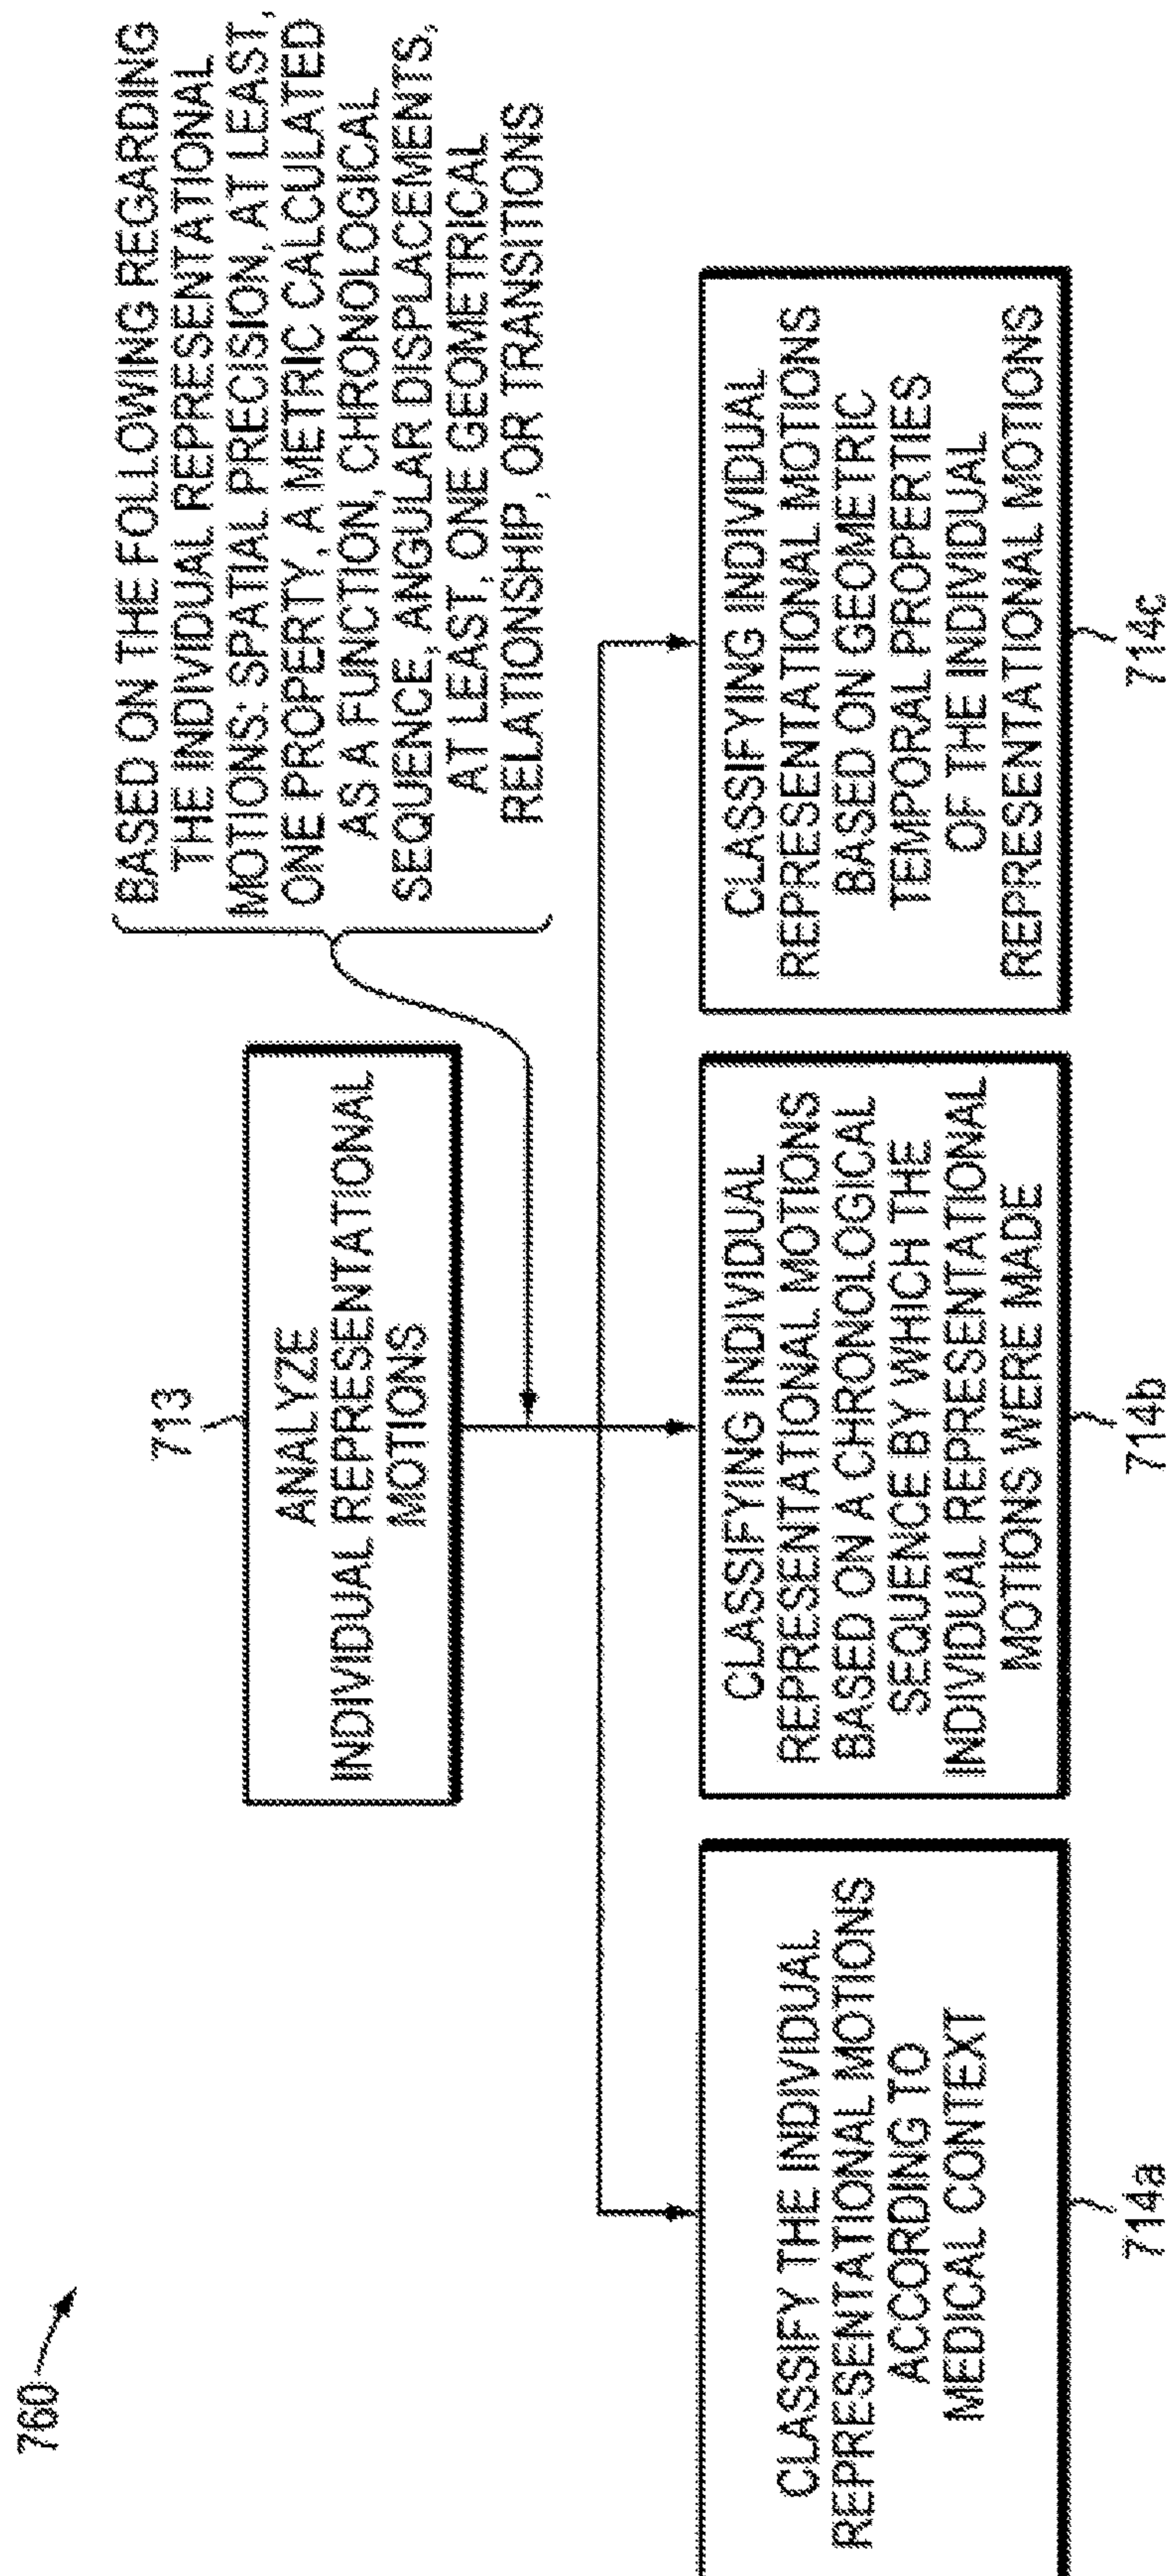 760
713
ANALYZE
INDIVIDUAL REPRESENTATIONAL
MOTIONS
BASED ON THE FOLLOWING REGARDING
THE INDIVIDUAL REPRESENTATIONAL
MOTIONS: SPATIAL PRECISION, AT LEAST,
ONE PROPERTY, A METRIC CALCULATED
AS A FUNCTION, CHRONOLOGICAL
SEQUENCE, ANGULAR DISPLACEMENTS,
AT LEAST, ONE GEOMETRICAL
RELATIONSHIP, OR TRANSITIONS
CLASSIFY THE INDIVIDUAL
REPRESENTATIONAL MOTIONS
ACCORDING TO
MEDICAL CONTEXT
714a
CLASSIFYING INDIVIDUAL
REPRESENTATIONAL MOTIONS
BASED ON A CHRONOLOGICAL
SEQUENCE BY WHICH THE
INDIVIDUAL REPRESENTATIONAL
MOTIONS WERE MADE
714b
CLASSIFYING INDIVIDUAL
REPRESENTATIONAL MOTIONS
BASED ON GEOMETRIC
TEMPORAL PROPERTIES
OF THE INDIVIDUAL
REPRESENTATIONAL MOTIONS
714c